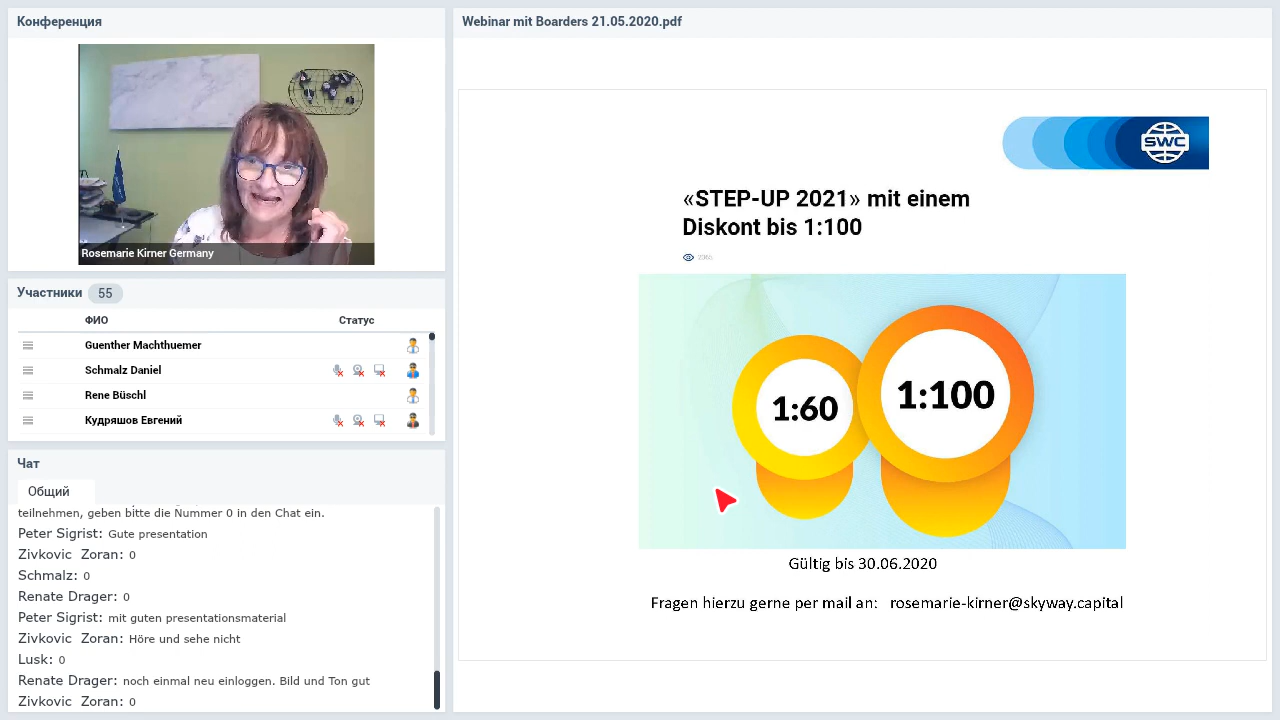 Конференция
Rosemarie Kirner Germany
Участники 55
ФИО Статус
Guenther Machthuemer
Schmalz Daniel
Rene Büschl
Кудряшов Евгений
Чат
Общий
teilnehmen, geben bitte die Nummer 0 in den Chat ein.
Peter Sigrist: Gute presentation
Zivkovic Zoran: 0
Schmalz: 0
Renate Drager: 0
Peter Sigrist: mit guten presentationsmaterial
Zivkovic Zoran: Höre und sehe nicht
Lusk: 0
Renate Drager: noch einmal neu einloggen. Bild und Ton gut
Zivkovic Zoran: 0
Webinar mit Boarders 21.05.2020.pdf
SWC
«STEP-UP 2021» mit einem
Diskont bis 1:100
1:60
1:100
Gültig bis 30.06.2020
Fragen hierzu gerne per mail an: rosemarie-kirner@skyway.capital